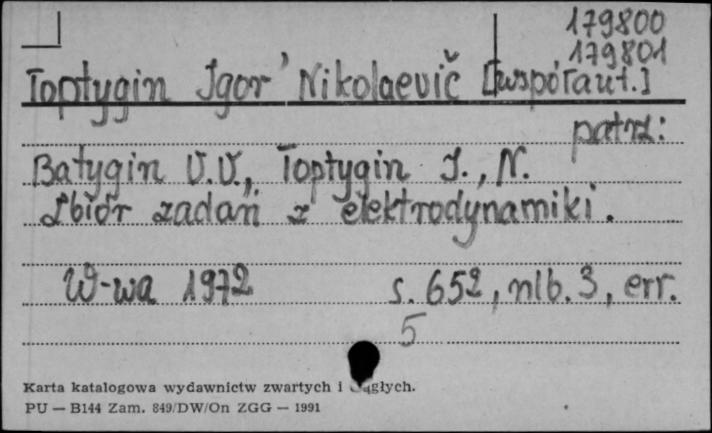 179800
179801
Toptygin Igor' Nikolaevič [współaut.]
patrz:
Batygin V.V., Toptygin I., N.
Zbiór zadań z elektrodynamiki.
W-wa 1972 s. 652, nlb. 3, err.
5
Karta katalogowa wydawnictw zwartych i ciągłych.
PU — B144 Zam. 849/DW/On ZGG — 1991